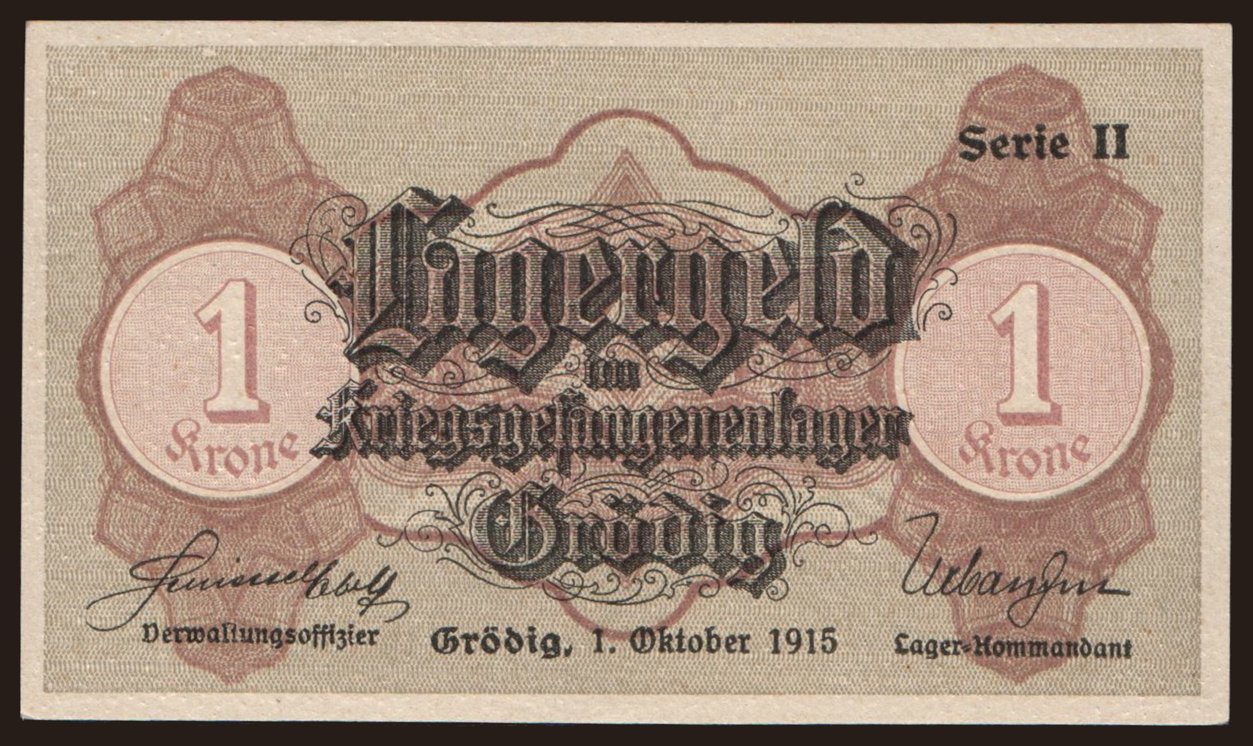 Serie II
Lagergeld
im
Kriegsgefangenenlager
Grödig
1
Krone
1
Krone
Verwaltungsoffizier
Grödig, 1. Oktober 1915
Lager-Kommandant